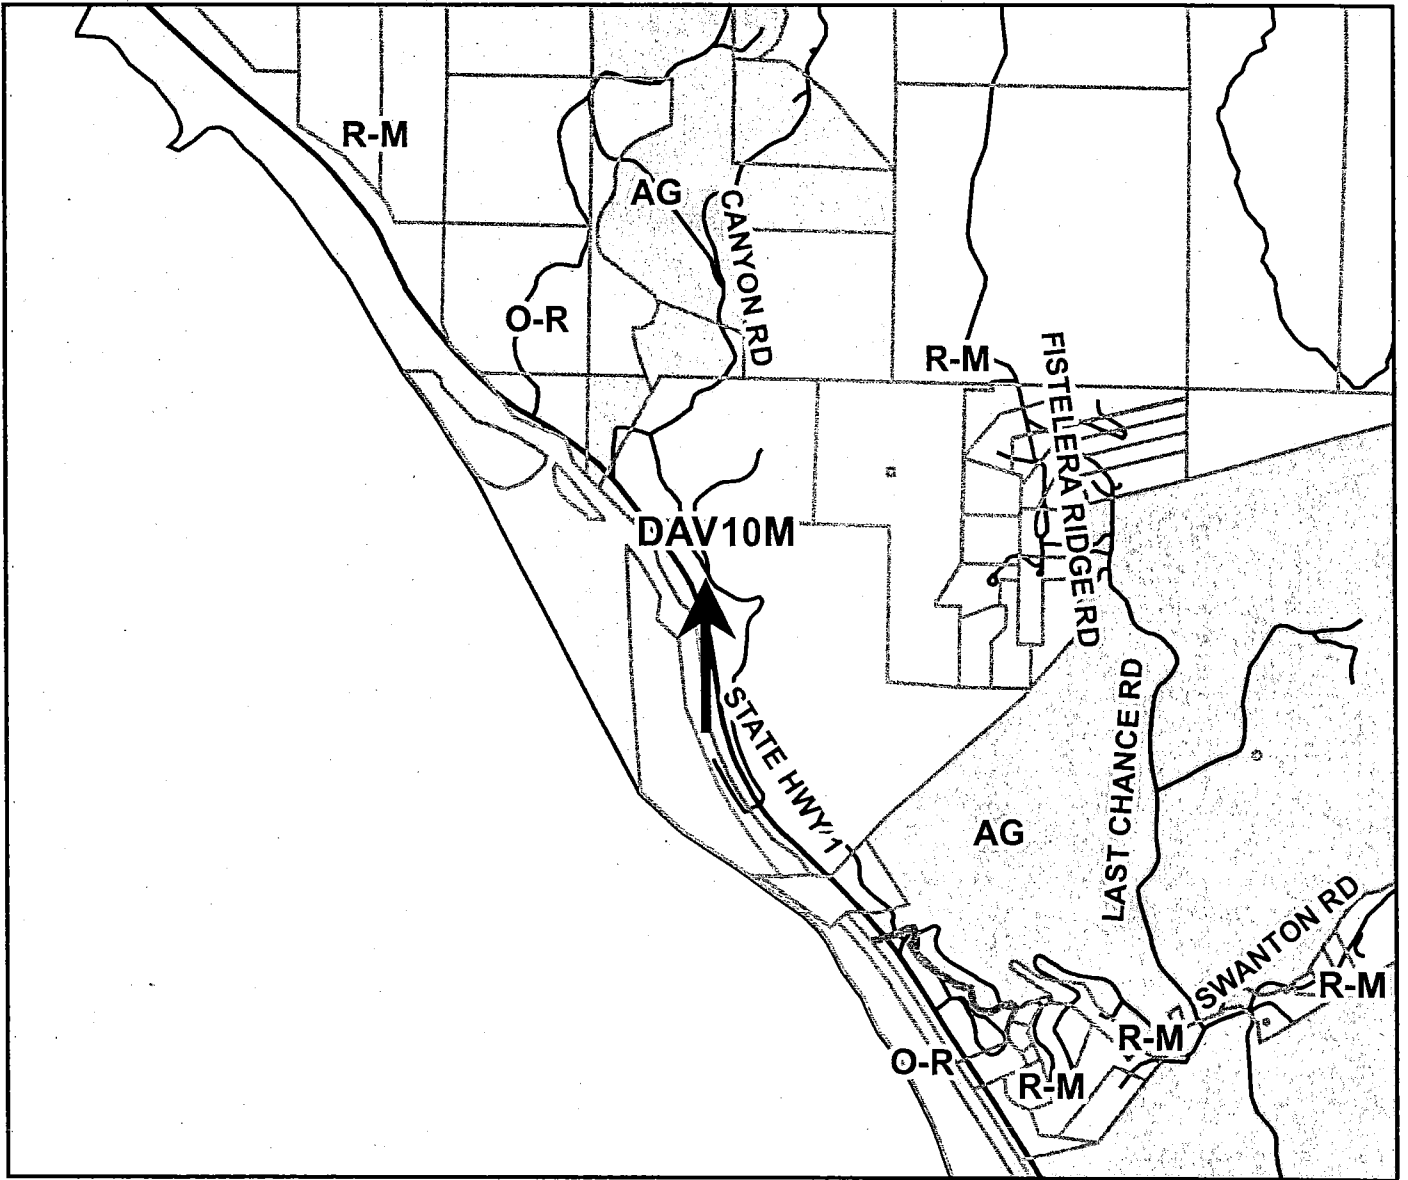 R-M
AG
CANYON RD
O-R
R-M
FISTELERA RIDGE RD
DAV10M
STATE HWY 1
LAST CHANCE RD
AG
SWANTON RD
R-M
R-M
O-R
R-M